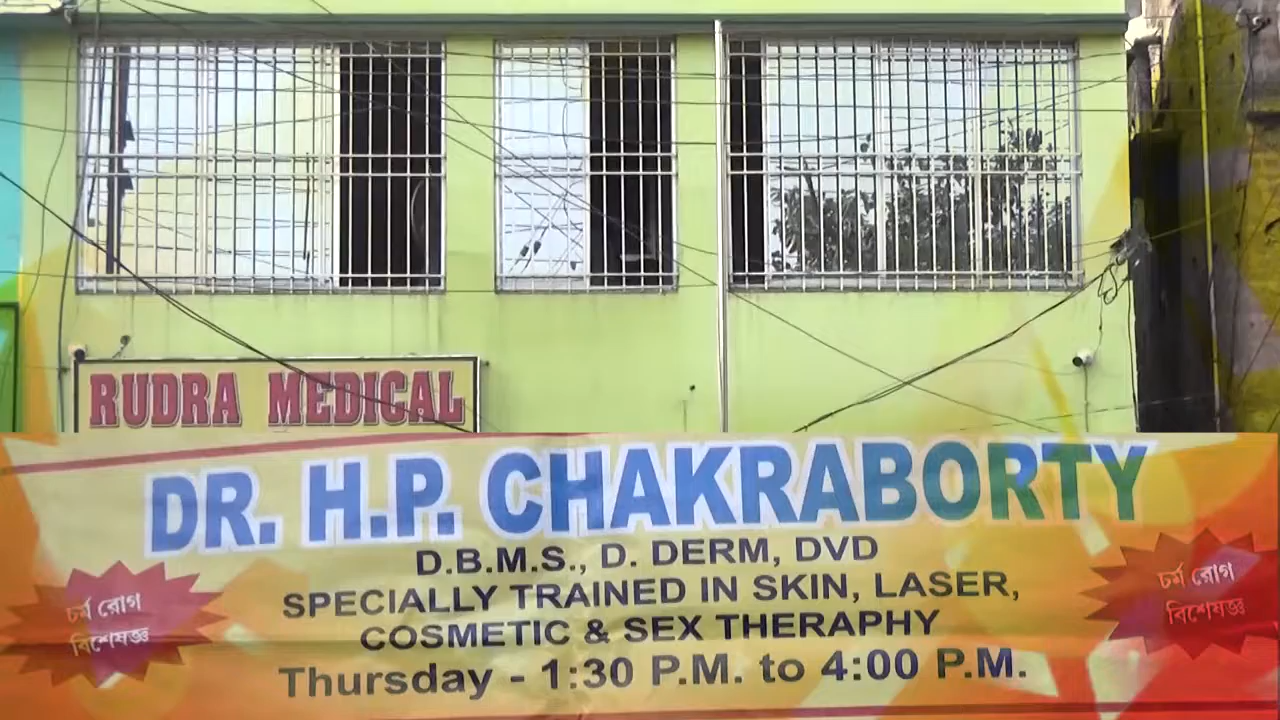 RUDRA MEDICAL
DR. H.P. CHAKRABORTY
D.B.M.S., D. DERM, DVD
SPECIALLY TRAINED IN SKIN, LASER,
COSMETIC & SEX THERAPHY
Thursday - 1:30 P.M. to 4:00 P.M.
চর্ম রোগ
বিশেষজ্ঞ
চর্ম রোগ
বিশেষজ্ঞ